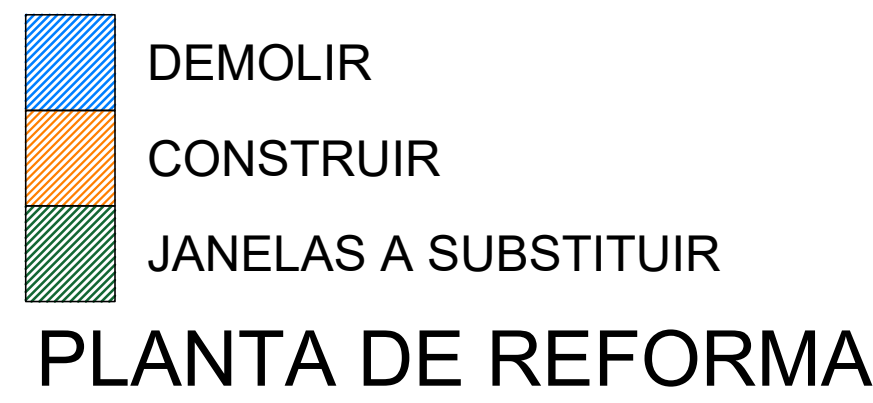 DEMOLIR
CONSTRUIR
JANELAS A SUBSTITUIR
PLANTA DE REFORMA